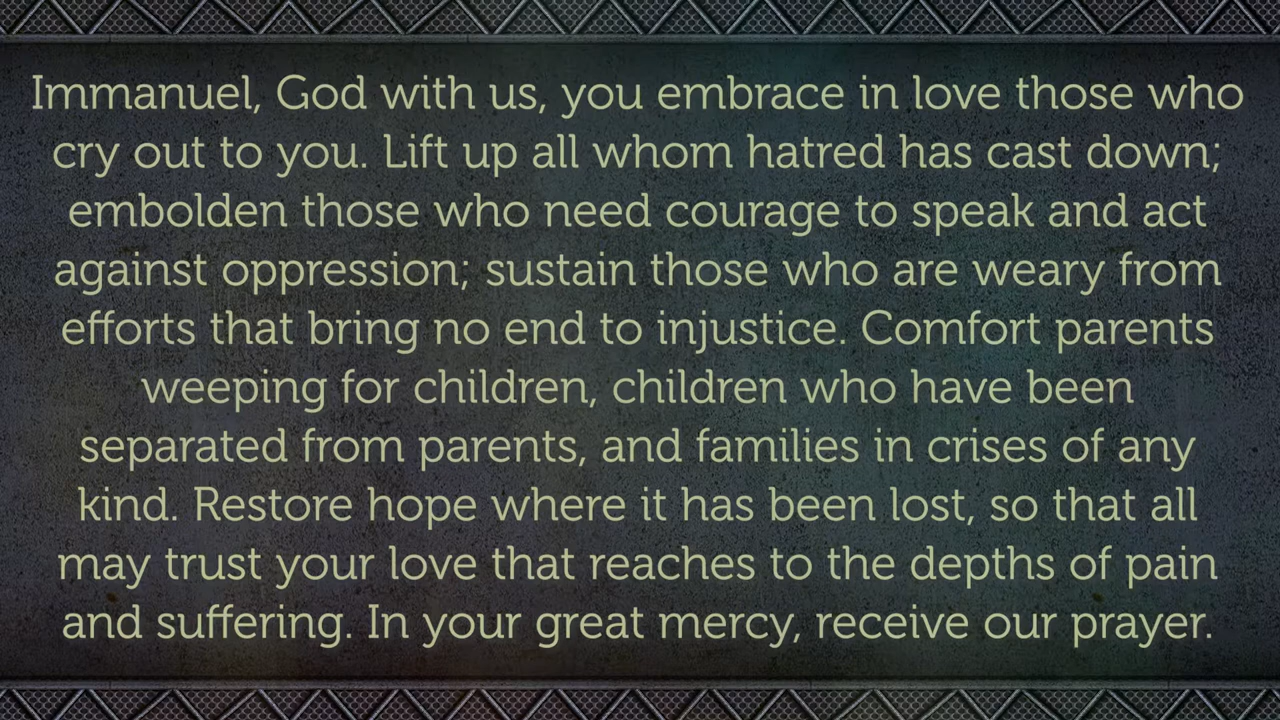 Immanuel, God with us, you embrace in love those who
cry out to you. Lift up all whom hatred has cast down;
embolden those who need courage to speak and act
against oppression; sustain those who are weary from
efforts that bring no end to injustice. Comfort parents
weeping for children, children who have been
separated from parents, and families in crises of any
kind. Restore hope where it has been lost, so that all
may trust your love that reaches to the depths of pain
and suffering. In your great mercy, receive our prayer.